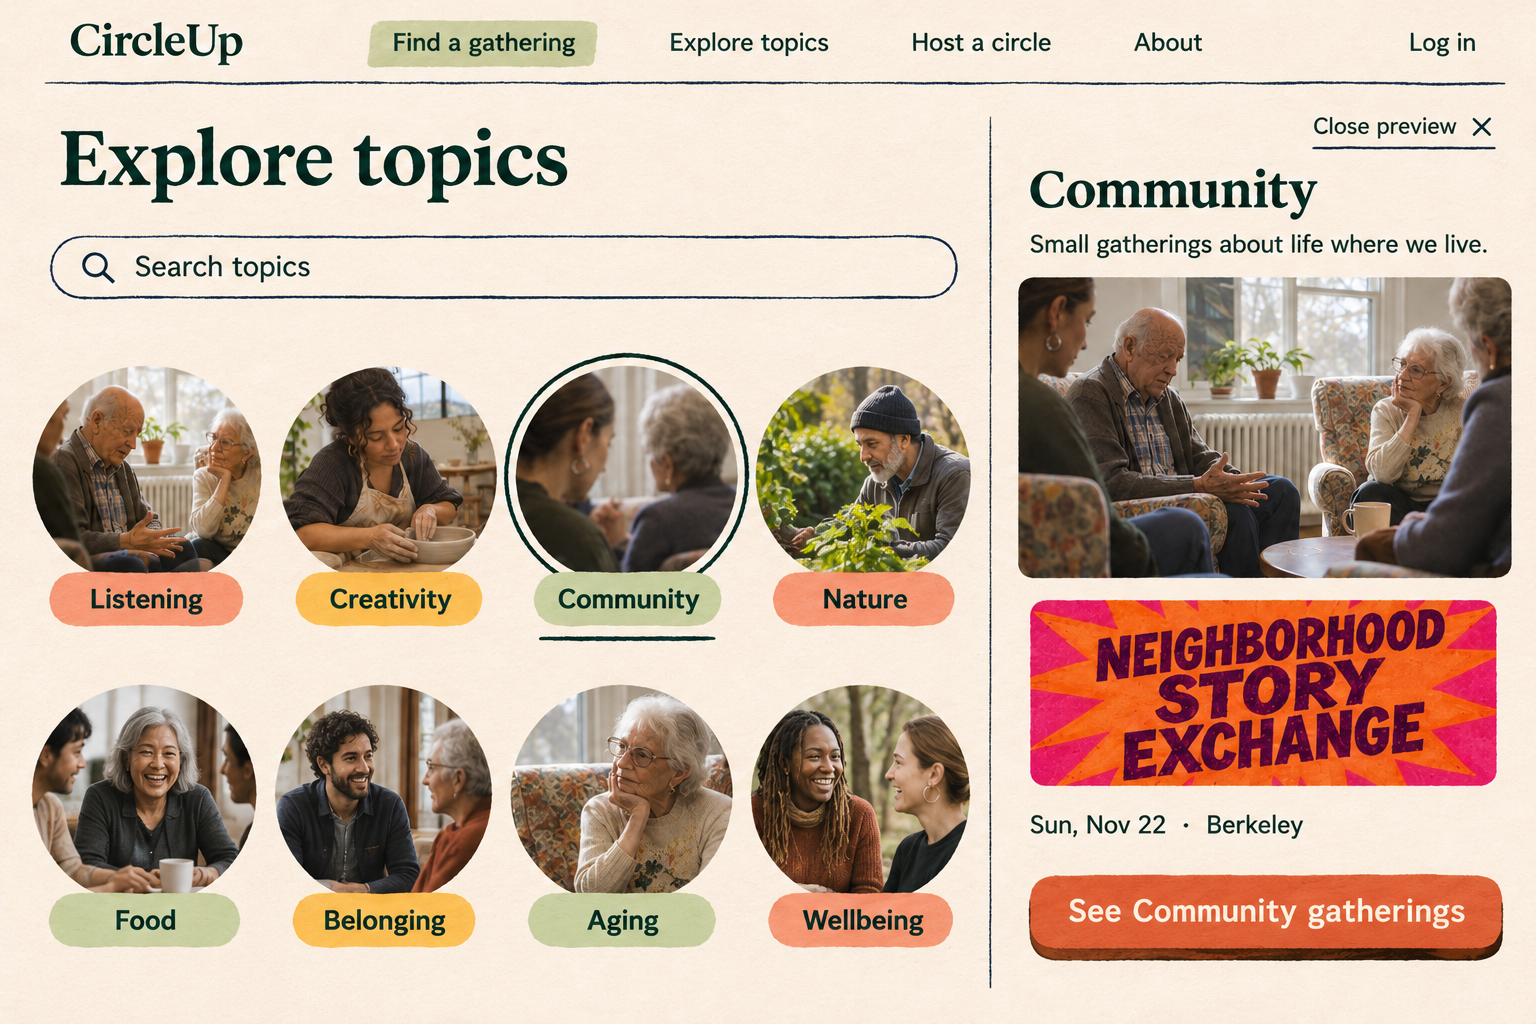 CircleUp
Find a gathering
Explore topics
Host a circle
About
Log in
Explore topics
Search topics
Listening
Creativity
Community
Nature
Food
Belonging
Aging
Wellbeing
Close preview
Community
Small gatherings about life where we live.
NEIGHBORHOOD
STORY
EXCHANGE
Sun, Nov 22 · Berkeley
See Community gatherings